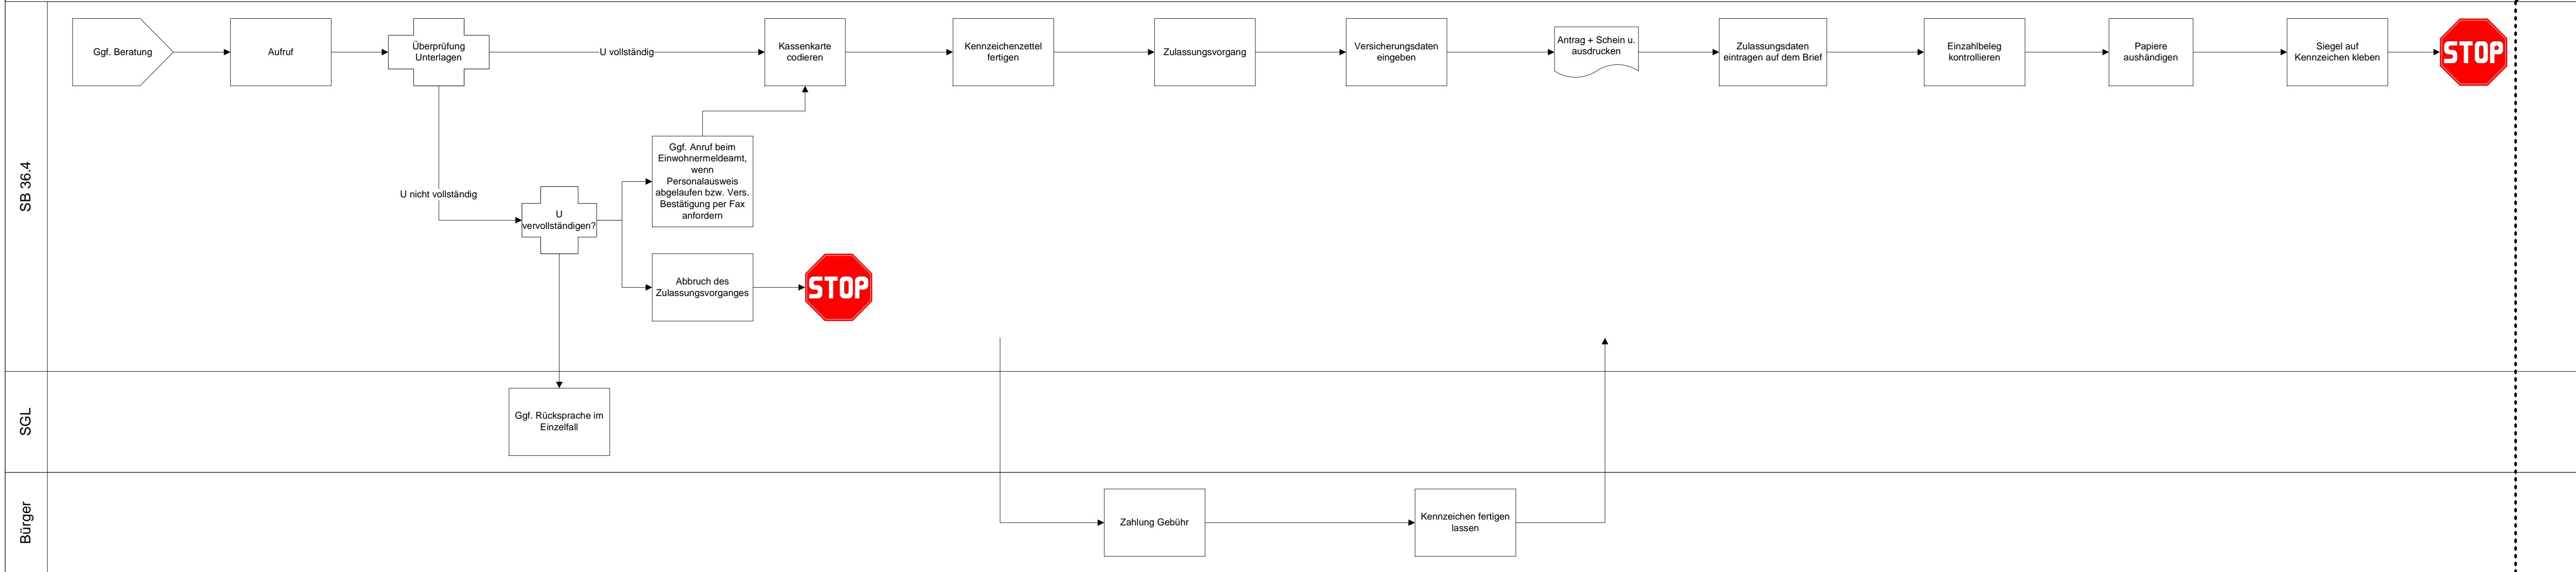 SB 36.4
Ggf. Beratung
Aufruf
Überprüfung
Unterlagen
U vollständig
Kassenkarte
codieren
Kennzeichenzettel
fertigen
Zulassungsvorgang
Versicherungsdaten
eingeben
Antrag + Schein u.
ausdrucken
Zulassungsdaten
eintragen auf dem Brief
Einzahlbeleg
kontrollieren
Papiere
aushändigen
Siegel auf
Kennzeichen kleben
STOP
U nicht vollständig
U
vervollständigen?
Ggf. Anruf beim
Einwohnermeldeamt,
wenn
Personalausweis
abgelaufen bzw. Vers.
Bestätigung per Fax
anfordern
Abbruch des
Zulassungsvorganges
STOP
SGL
Ggf. Rücksprache im
Einzelfall
Bürger
Zahlung Gebühr
Kennzeichen fertigen
lassen